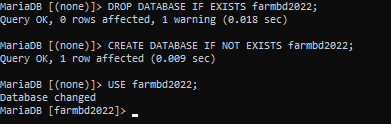 MariaDB [(none)]> DROP DATABASE IF EXISTS farmbd2022;
Query OK, 0 rows affected, 1 warning (0.018 sec)
MariaDB [(none)]> CREATE DATABASE IF NOT EXISTS farmbd2022;
Query OK, 1 row affected (0.009 sec)
MariaDB [(none)]> USE farmbd2022;
Database changed
MariaDB [farmbd2022]> _